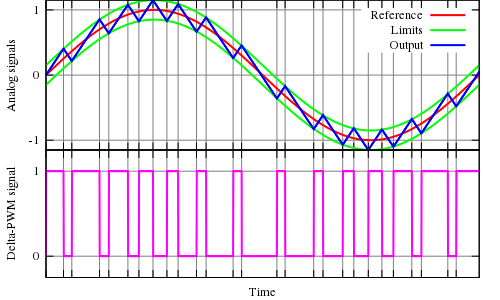 Analog signals
1
0
-1
Reference
Limits
Output
Delta-PWM signal
1
0
Time